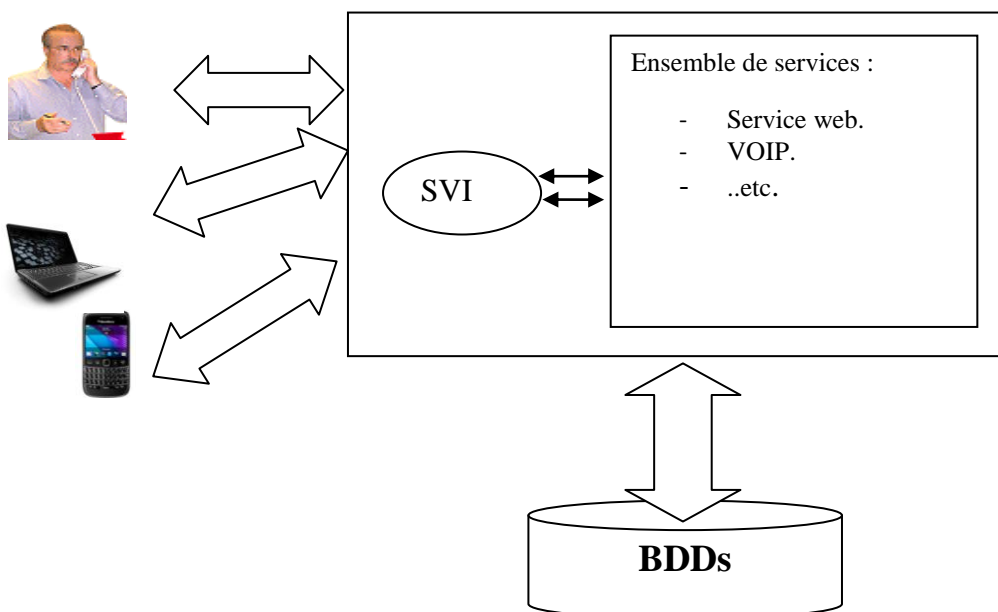 Ensemble de services :
- Service web.
- VOIP.
- ..etc.
SVI
BDDs